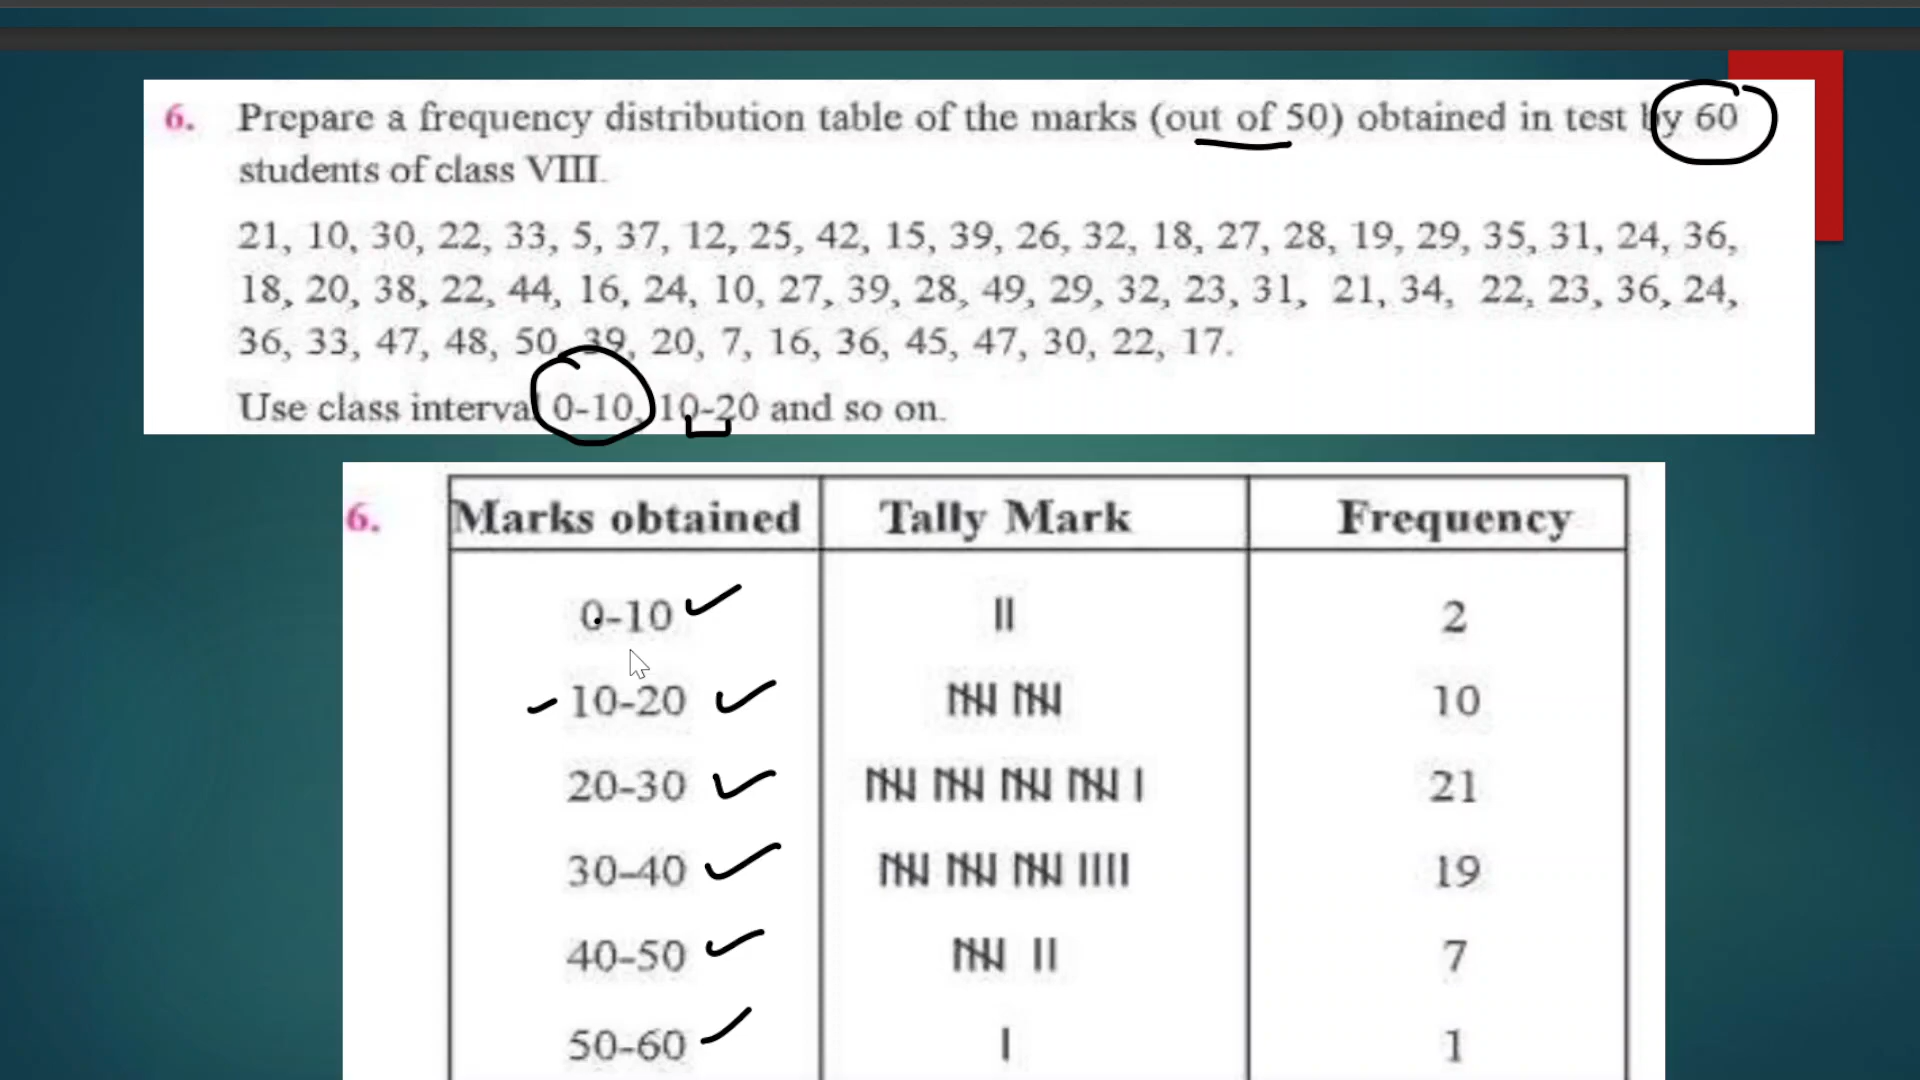 6. Prepare a frequency distribution table of the marks (out of 50) obtained in test by 60
students of class VIII.
21, 10, 30, 22, 33, 5, 37, 12, 25, 42, 15, 39, 26, 32, 18, 27, 28, 19, 29, 35, 31, 24, 36,
18, 20, 38, 22, 44, 16, 24, 10, 27, 39, 28, 49, 29, 32, 23, 31, 21, 34, 22, 23, 36, 24,
36, 33, 47, 48, 50, 39, 20, 7, 16, 36, 45, 47, 30, 22, 17.
Use class interval 0-10, 10-20 and so on.
6. Marks obtained Tally Mark Frequency
0-10 || 2
10-20 𝍸 𝍸 10
20-30 𝍸 𝍸 𝍸 𝍸 | 21
30-40 𝍸 𝍸 𝍸 |||| 19
40-50 𝍸 || 7
50-60 | 1